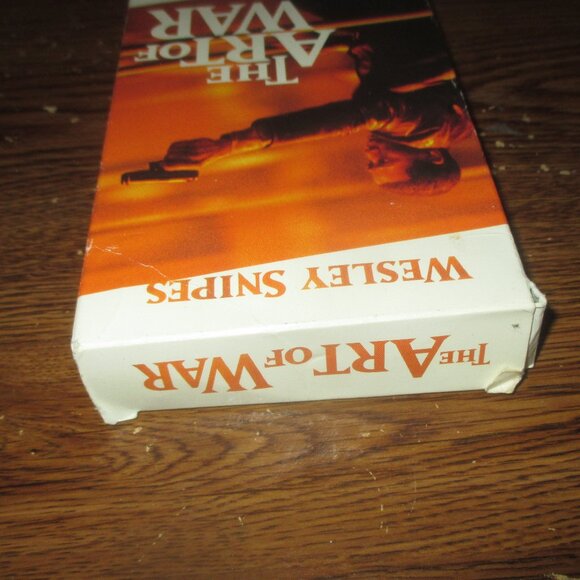 THE
ART OF
WAR
WESLEY SNIPES
THE ART OF WAR